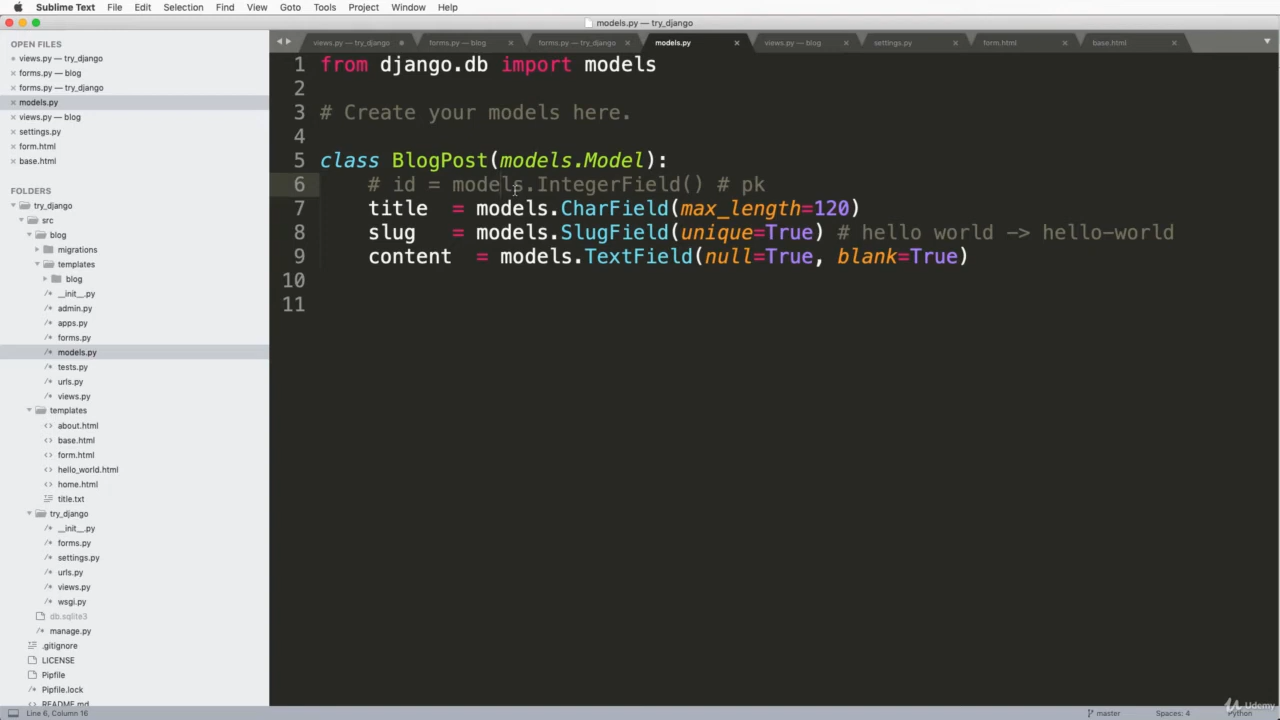 Sublime Text File Edit Selection Find View Goto Tools Project Window Help
models.py — try_django
OPEN FILES
views.py — try_django
forms.py — blog
forms.py — try_django
models.py
views.py — blog
settings.py
form.html
base.html
FOLDERS
try_django
src
blog
migrations
templates
blog
__init__.py
admin.py
apps.py
forms.py
models.py
tests.py
urls.py
views.py
templates
about.html
base.html
form.html
hello_world.html
home.html
title.txt
try_django
__init__.py
forms.py
settings.py
urls.py
views.py
wsgi.py
db.sqlite3
manage.py
.gitignore
LICENSE
Pipfile
Pipfile.lock
README.md
views.py — try_django forms.py — blog forms.py — try_django models.py views.py — blog settings.py form.html base.html
1 from django.db import models
2
3 # Create your models here.
4
5 class BlogPost(models.Model):
6 # id = models.IntegerField() # pk
7 title = models.CharField(max_length=120)
8 slug = models.SlugField(unique=True) # hello world -> hello-world
9 content = models.TextField(null=True, blank=True)
10
11
Udemy
Line 6, Column 16 master Spaces: 4 Python